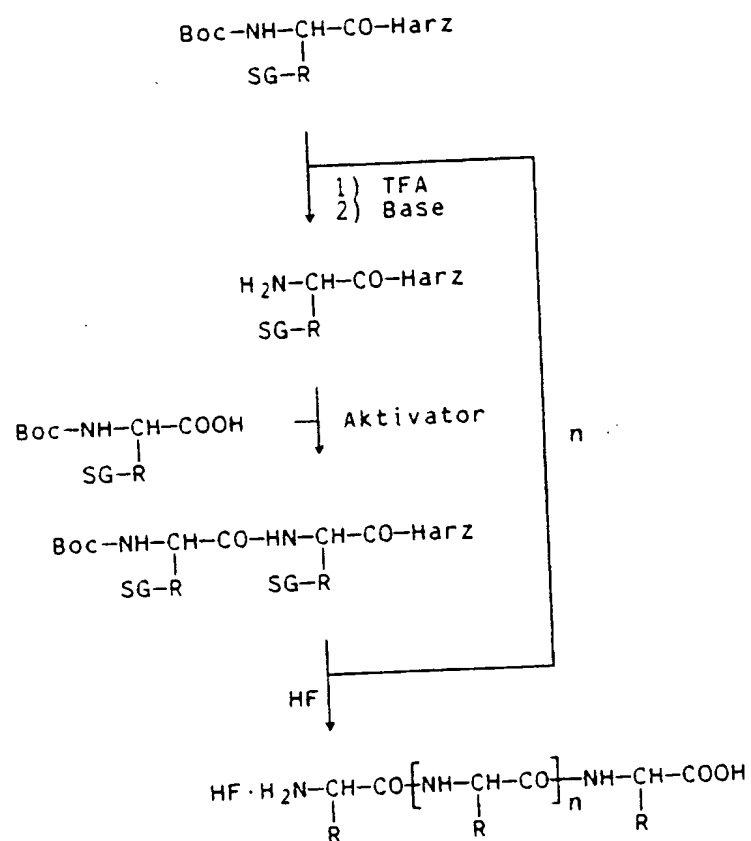 Boc-NH-CH-CO-Harz
SG-R
1) TFA
2) Base
H₂N-CH-CO-Harz
SG-R
Boc-NH-CH-COOH
Aktivator
n
SG-R
Boc-NH-CH-CO-HN-CH-CO-Harz
SG-R SG-R
HF
HF·H₂N-CH-CO[NH-CH-CO]n-NH-CH-COOH
R R R